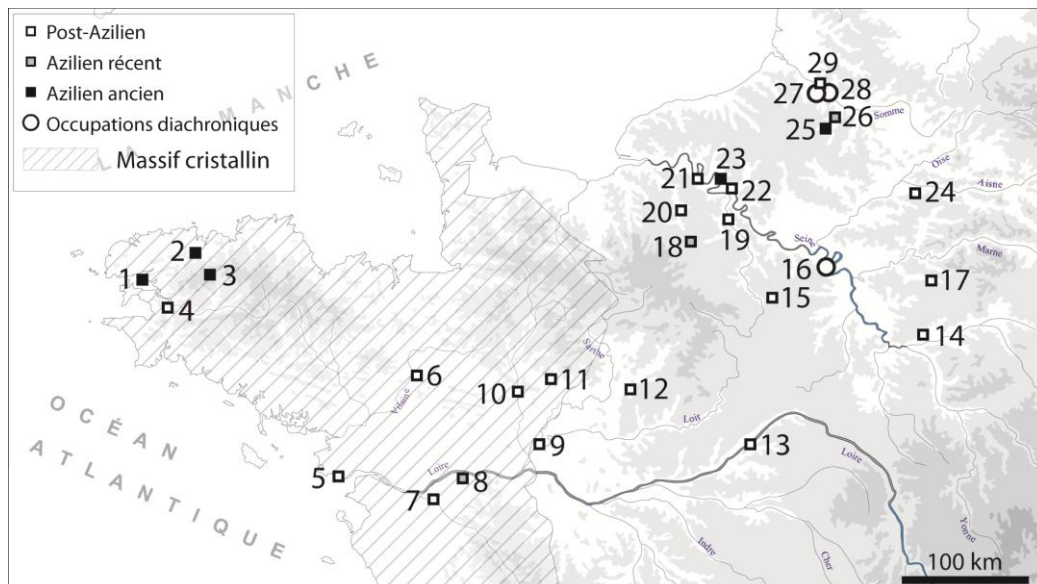 Post-Azilien
Azilien récent
Azilien ancien
Occupations diachroniques
Massif cristallin
LA MANCHE
OCÉAN
ATLANTIQUE
29
27
28
26
25
Somme
Oise
Aisne
24
23
21
22
20
19
18
Seine
16
Marne
17
15
14
2
1
3
4
Sarthe
6
Vilaine
10
11
12
Loir
9
13
Loire
5
Loire
8
7
Indre
Cher
Yonne
100 km